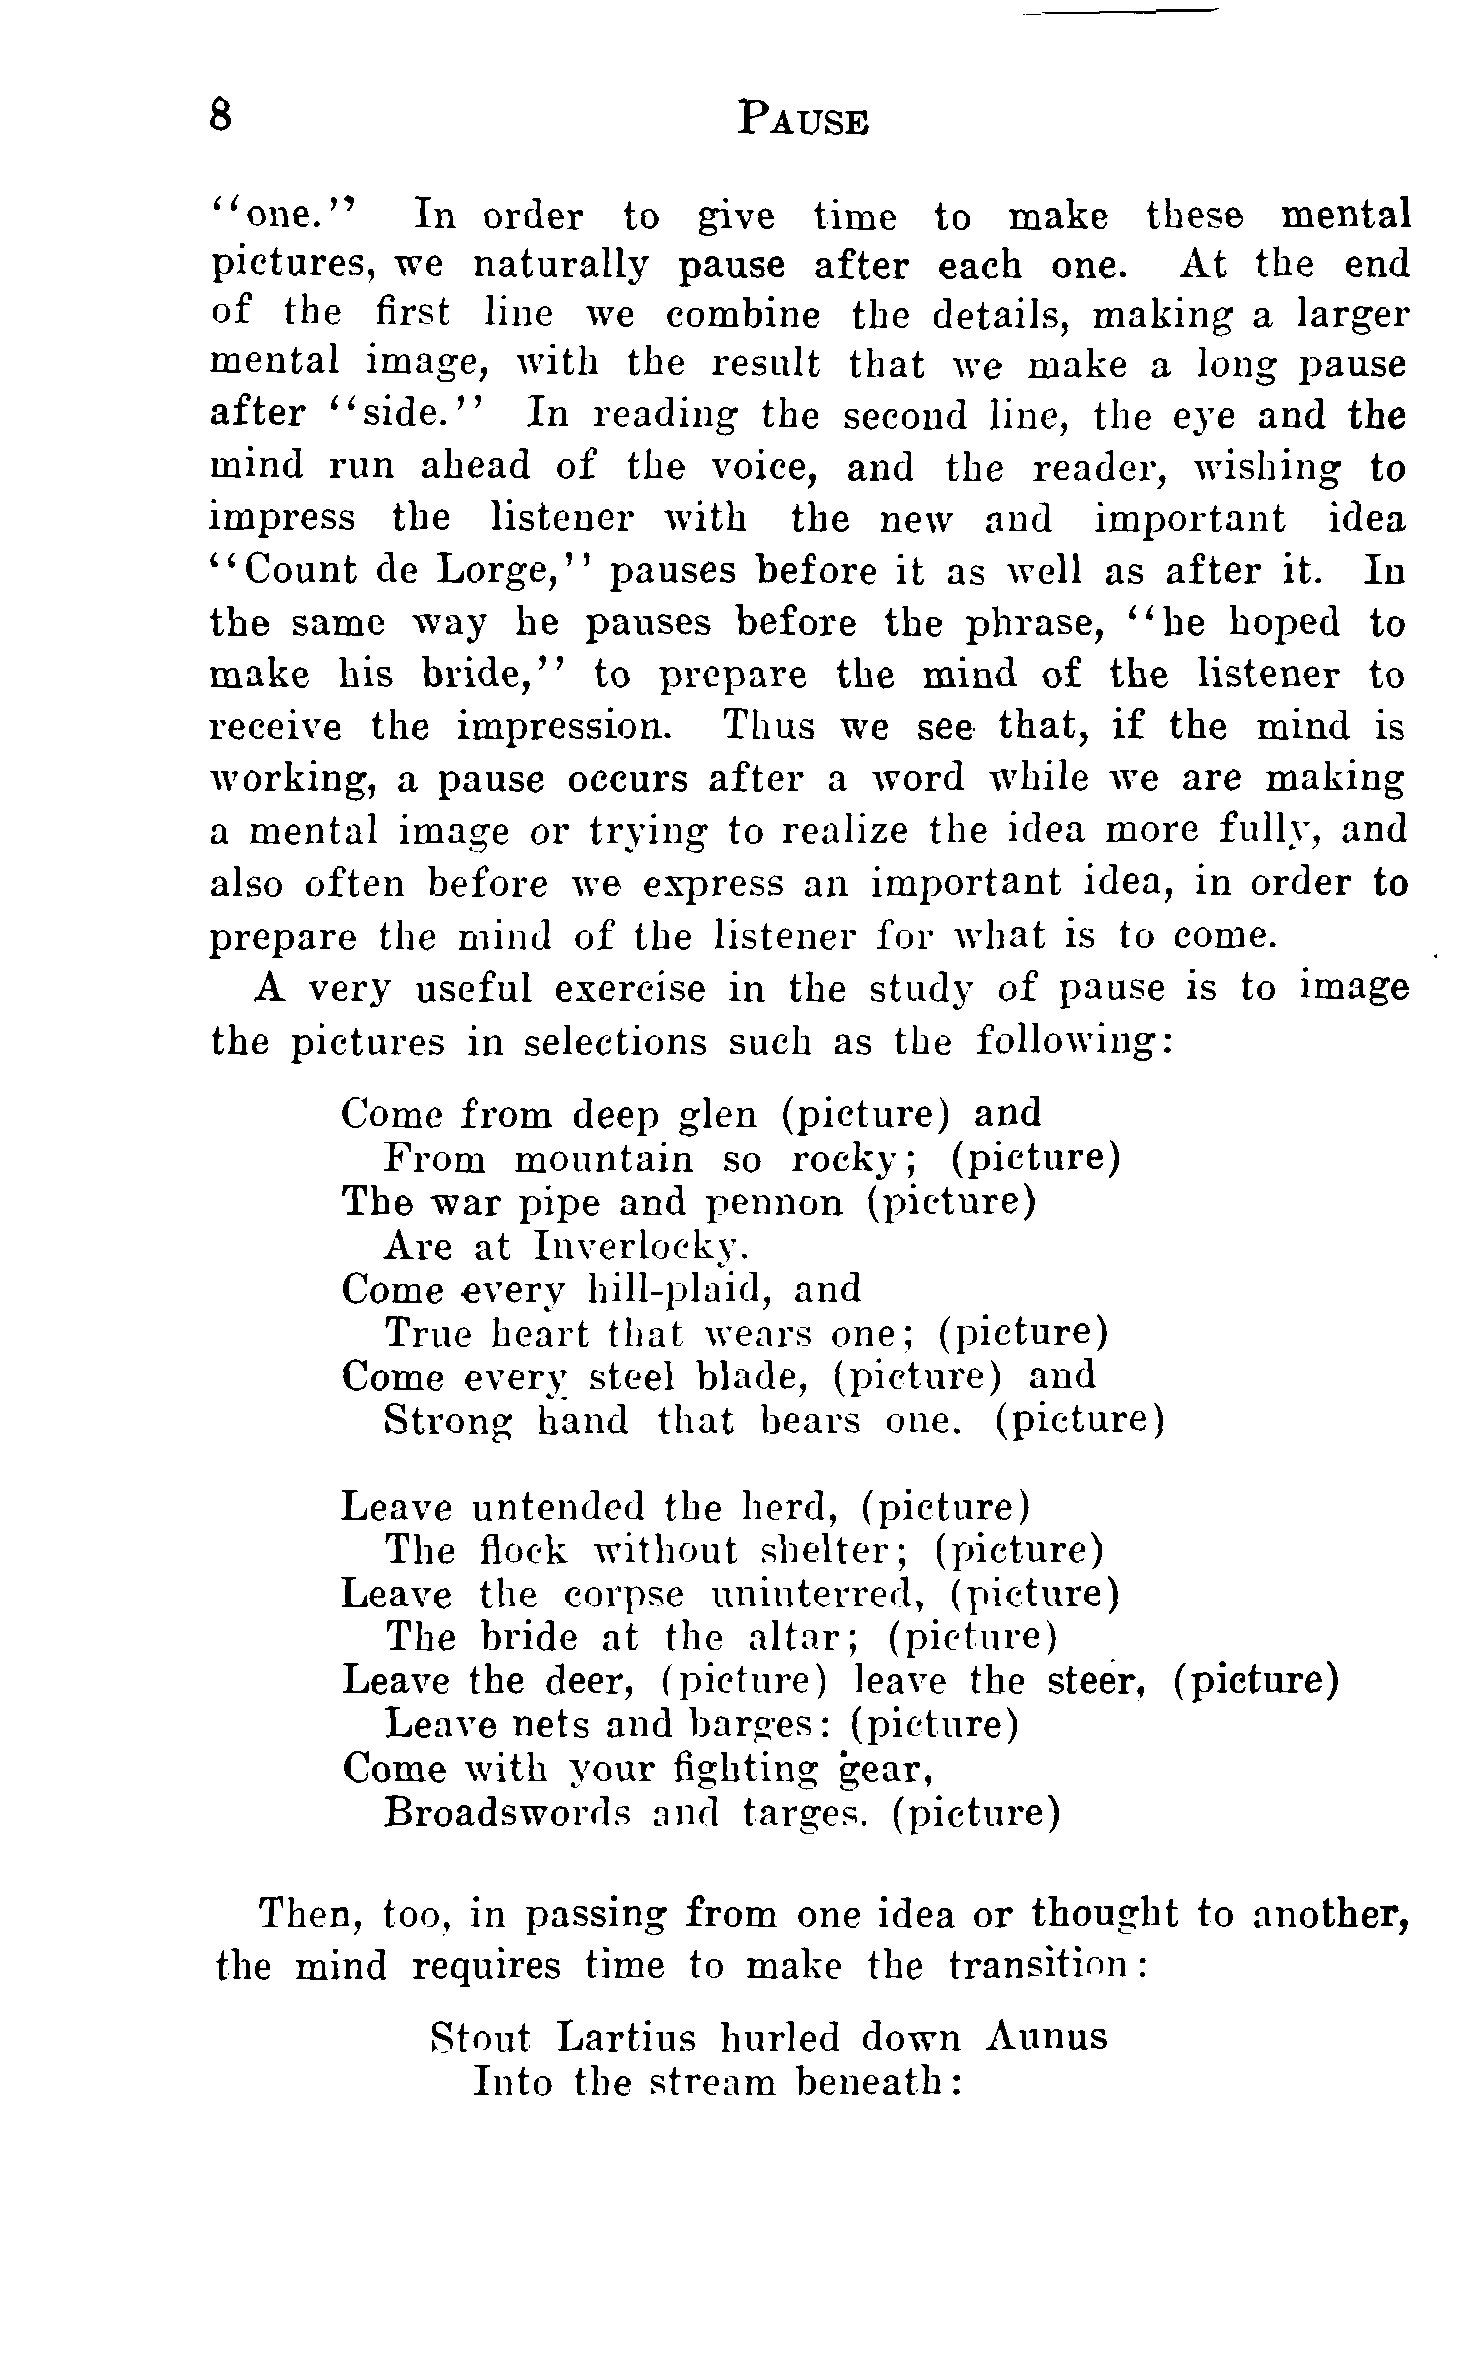 8 PAUSE
"one." In order to give time to make these mental
pictures, we naturally pause after each one. At the end
of the first line we combine the details, making a larger
mental image, with the result that we make a long pause
after "side." In reading the second line, the eye and the
mind run ahead of the voice, and the reader, wishing to
impress the listener with the new and important idea
"Count de Lorge," pauses before it as well as after it. In
the same way he pauses before the phrase, "he hoped to
make his bride," to prepare the mind of the listener to
receive the impression. Thus we see that, if the mind is
working, a pause occurs after a word while we are making
a mental image or trying to realize the idea more fully, and
also often before we express an important idea, in order to
prepare the mind of the listener for what is to come.
A very useful exercise in the study of pause is to image
the pictures in selections such as the following:
Come from deep glen (picture) and
From mountain so rocky; (picture)
The war pipe and pennon (picture)
Are at Inverlocky.
Come every hill-plaid, and
True heart that wears one; (picture)
Come every steel blade, (picture) and
Strong hand that bears one. (picture)
Leave untended the herd, (picture)
The flock without shelter; (picture)
Leave the corpse uninterred, (picture)
The bride at the altar; (picture)
Leave the deer, (picture) leave the steer, (picture)
Leave nets and barges: (picture)
Come with your fighting gear,
Broadswords and targes. (picture)
Then, too, in passing from one idea or thought to another,
the mind requires time to make the transition:
Stout Lartius hurled down Aunus
Into the stream beneath: